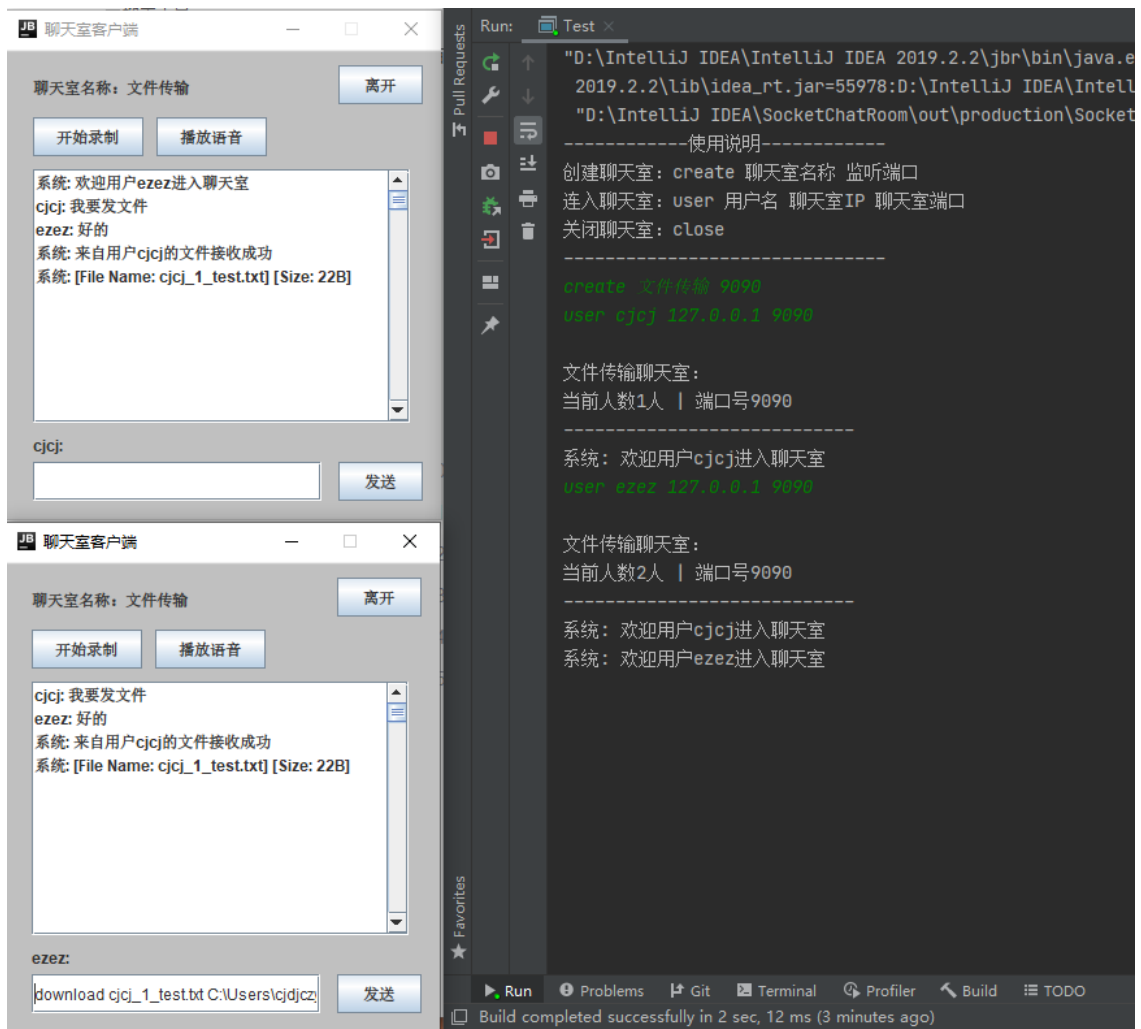 聊天室客户端
聊天室名称：文件传输
离开
开始录制
播放语音
系统: 欢迎用户ezez进入聊天室
cjcj: 我要发文件
ezez: 好的
系统: 来自用户cjcj的文件接收成功
系统: [File Name: cjcj_1_test.txt] [Size: 22B]
cjcj:
发送
聊天室客户端
聊天室名称：文件传输
离开
开始录制
播放语音
cjcj: 我要发文件
ezez: 好的
系统: 来自用户cjcj的文件接收成功
系统: [File Name: cjcj_1_test.txt] [Size: 22B]
ezez:
download cjcj_1_test.txt C:\Users\cjdjczy
发送
Pull Requests
Favorites
Run:
Test
"D:\IntelliJ IDEA\IntelliJ IDEA 2019.2.2\jbr\bin\java.e
2019.2.2\lib\idea_rt.jar=55978:D:\IntelliJ IDEA\Intell
"D:\IntelliJ IDEA\SocketChatRoom\out\production\Socket
------------使用说明------------
创建聊天室：create 聊天室名称 监听端口
连入聊天室：user 用户名 聊天室IP 聊天室端口
关闭聊天室：close
-------------------------------
create 文件传输 9090
user cjcj 127.0.0.1 9090
文件传输聊天室：
当前人数1人 | 端口号9090
----------------------------
系统: 欢迎用户cjcj进入聊天室
user ezez 127.0.0.1 9090
文件传输聊天室：
当前人数2人 | 端口号9090
----------------------------
系统: 欢迎用户cjcj进入聊天室
系统: 欢迎用户ezez进入聊天室
Run
Problems
Git
Terminal
Profiler
Build
TODO
Build completed successfully in 2 sec, 12 ms (3 minutes ago)